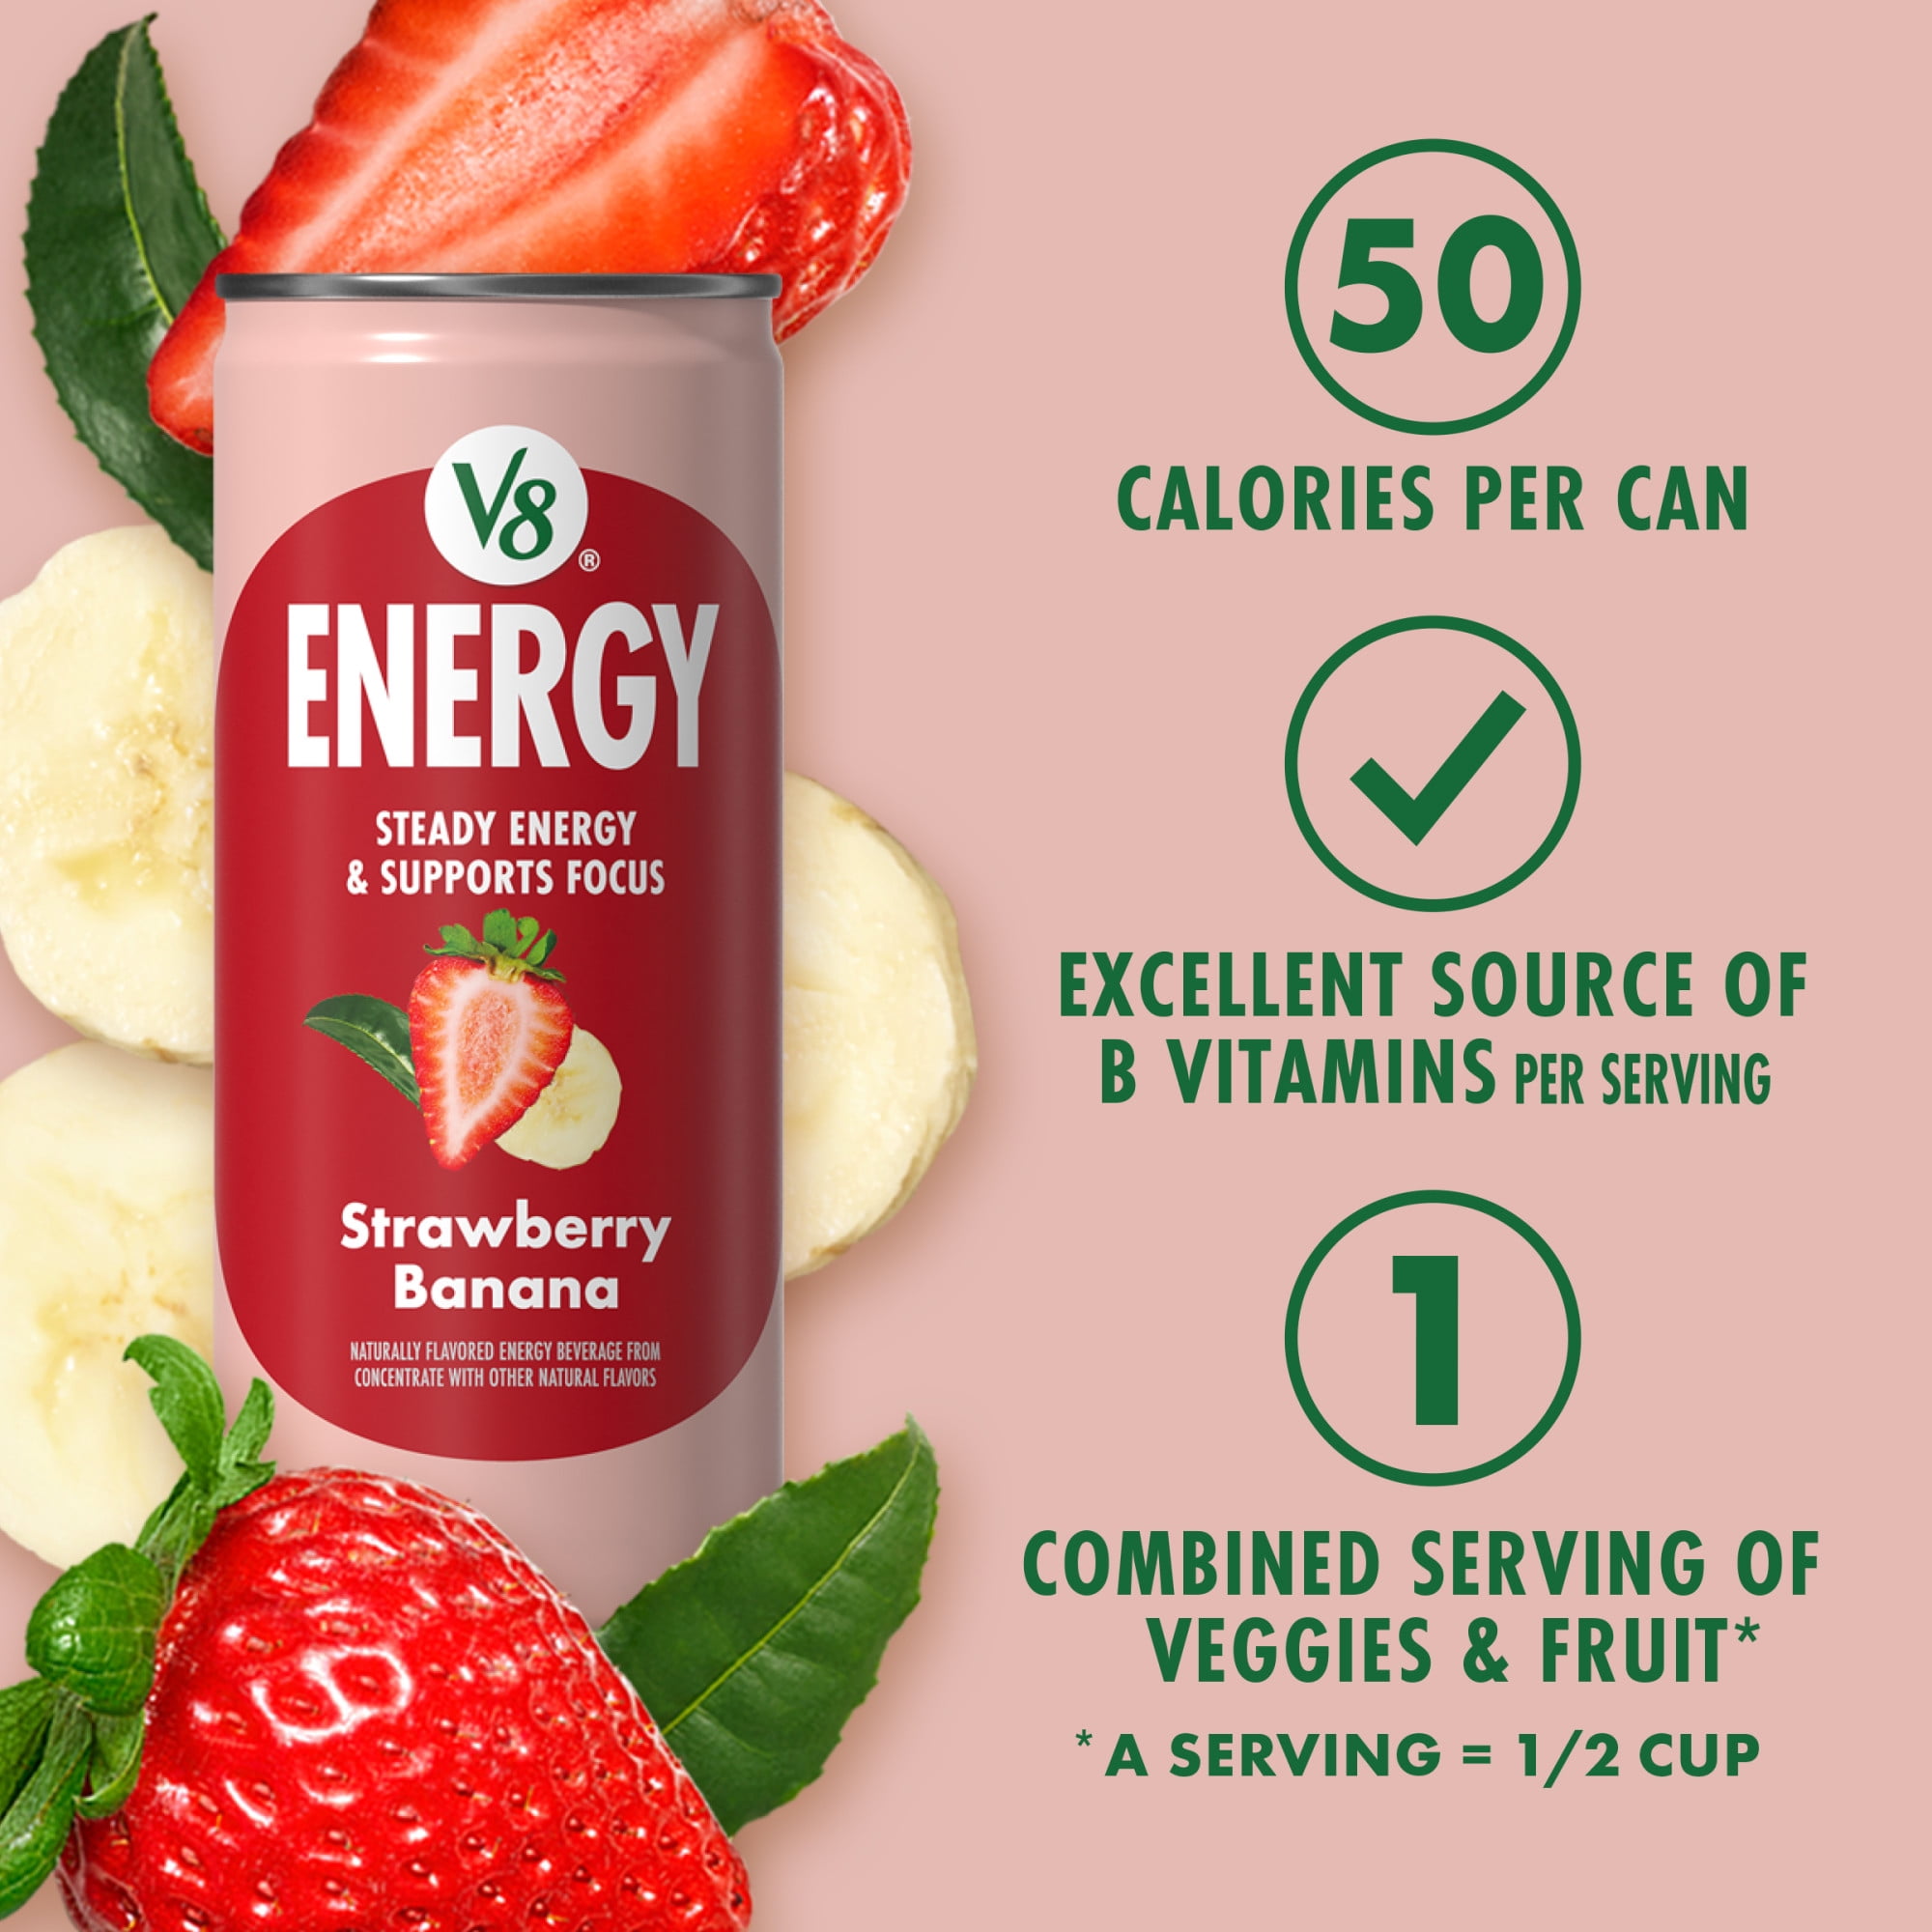 V8®
ENERGY
STEADY ENERGY
& SUPPORTS FOCUS
Strawberry
Banana
NATURALLY FLAVORED ENERGY BEVERAGE FROM
CONCENTRATE WITH OTHER NATURAL FLAVORS
50
CALORIES PER CAN
EXCELLENT SOURCE OF
B VITAMINS PER SERVING
1
COMBINED SERVING OF
VEGGIES & FRUIT*
*A SERVING = 1/2 CUP